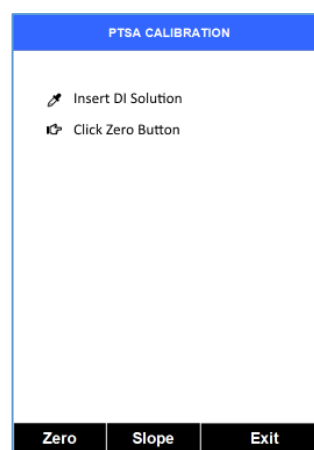 PTSA CALIBRATION
Insert DI Solution
Click Zero Button
Zero Slope Exit